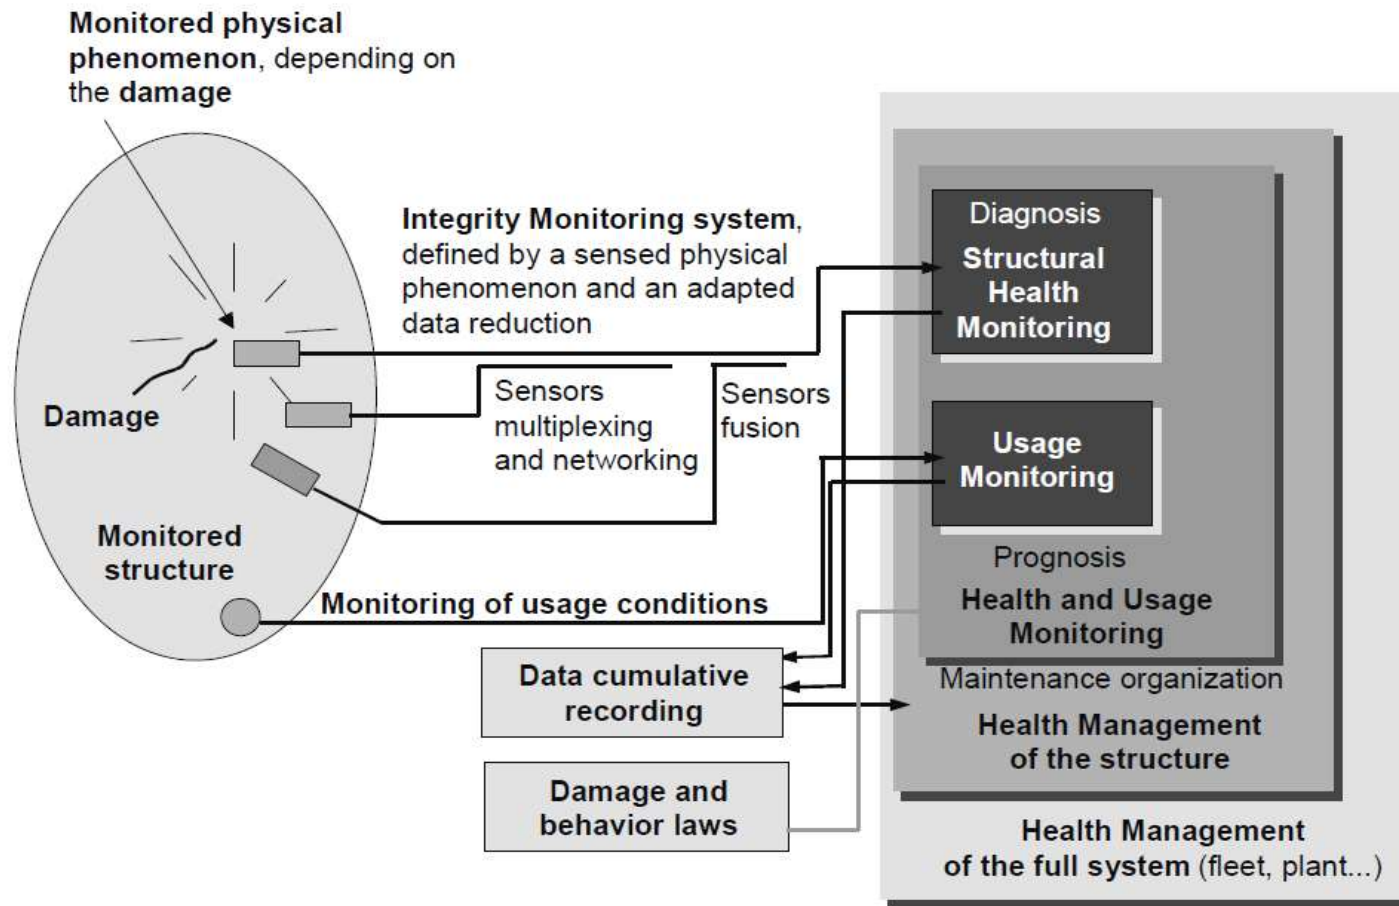 Monitored physical
phenomenon, depending on
the damage
Damage
Monitored
structure
Integrity Monitoring system,
defined by a sensed physical
phenomenon and an adapted
data reduction
Sensors
multiplexing
and networking
Sensors
fusion
Monitoring of usage conditions
Data cumulative
recording
Damage and
behavior laws
Diagnosis
Structural
Health
Monitoring
Usage
Monitoring
Prognosis
Health and Usage
Monitoring
Maintenance organization
Health Management
of the structure
Health Management
of the full system (fleet, plant...)